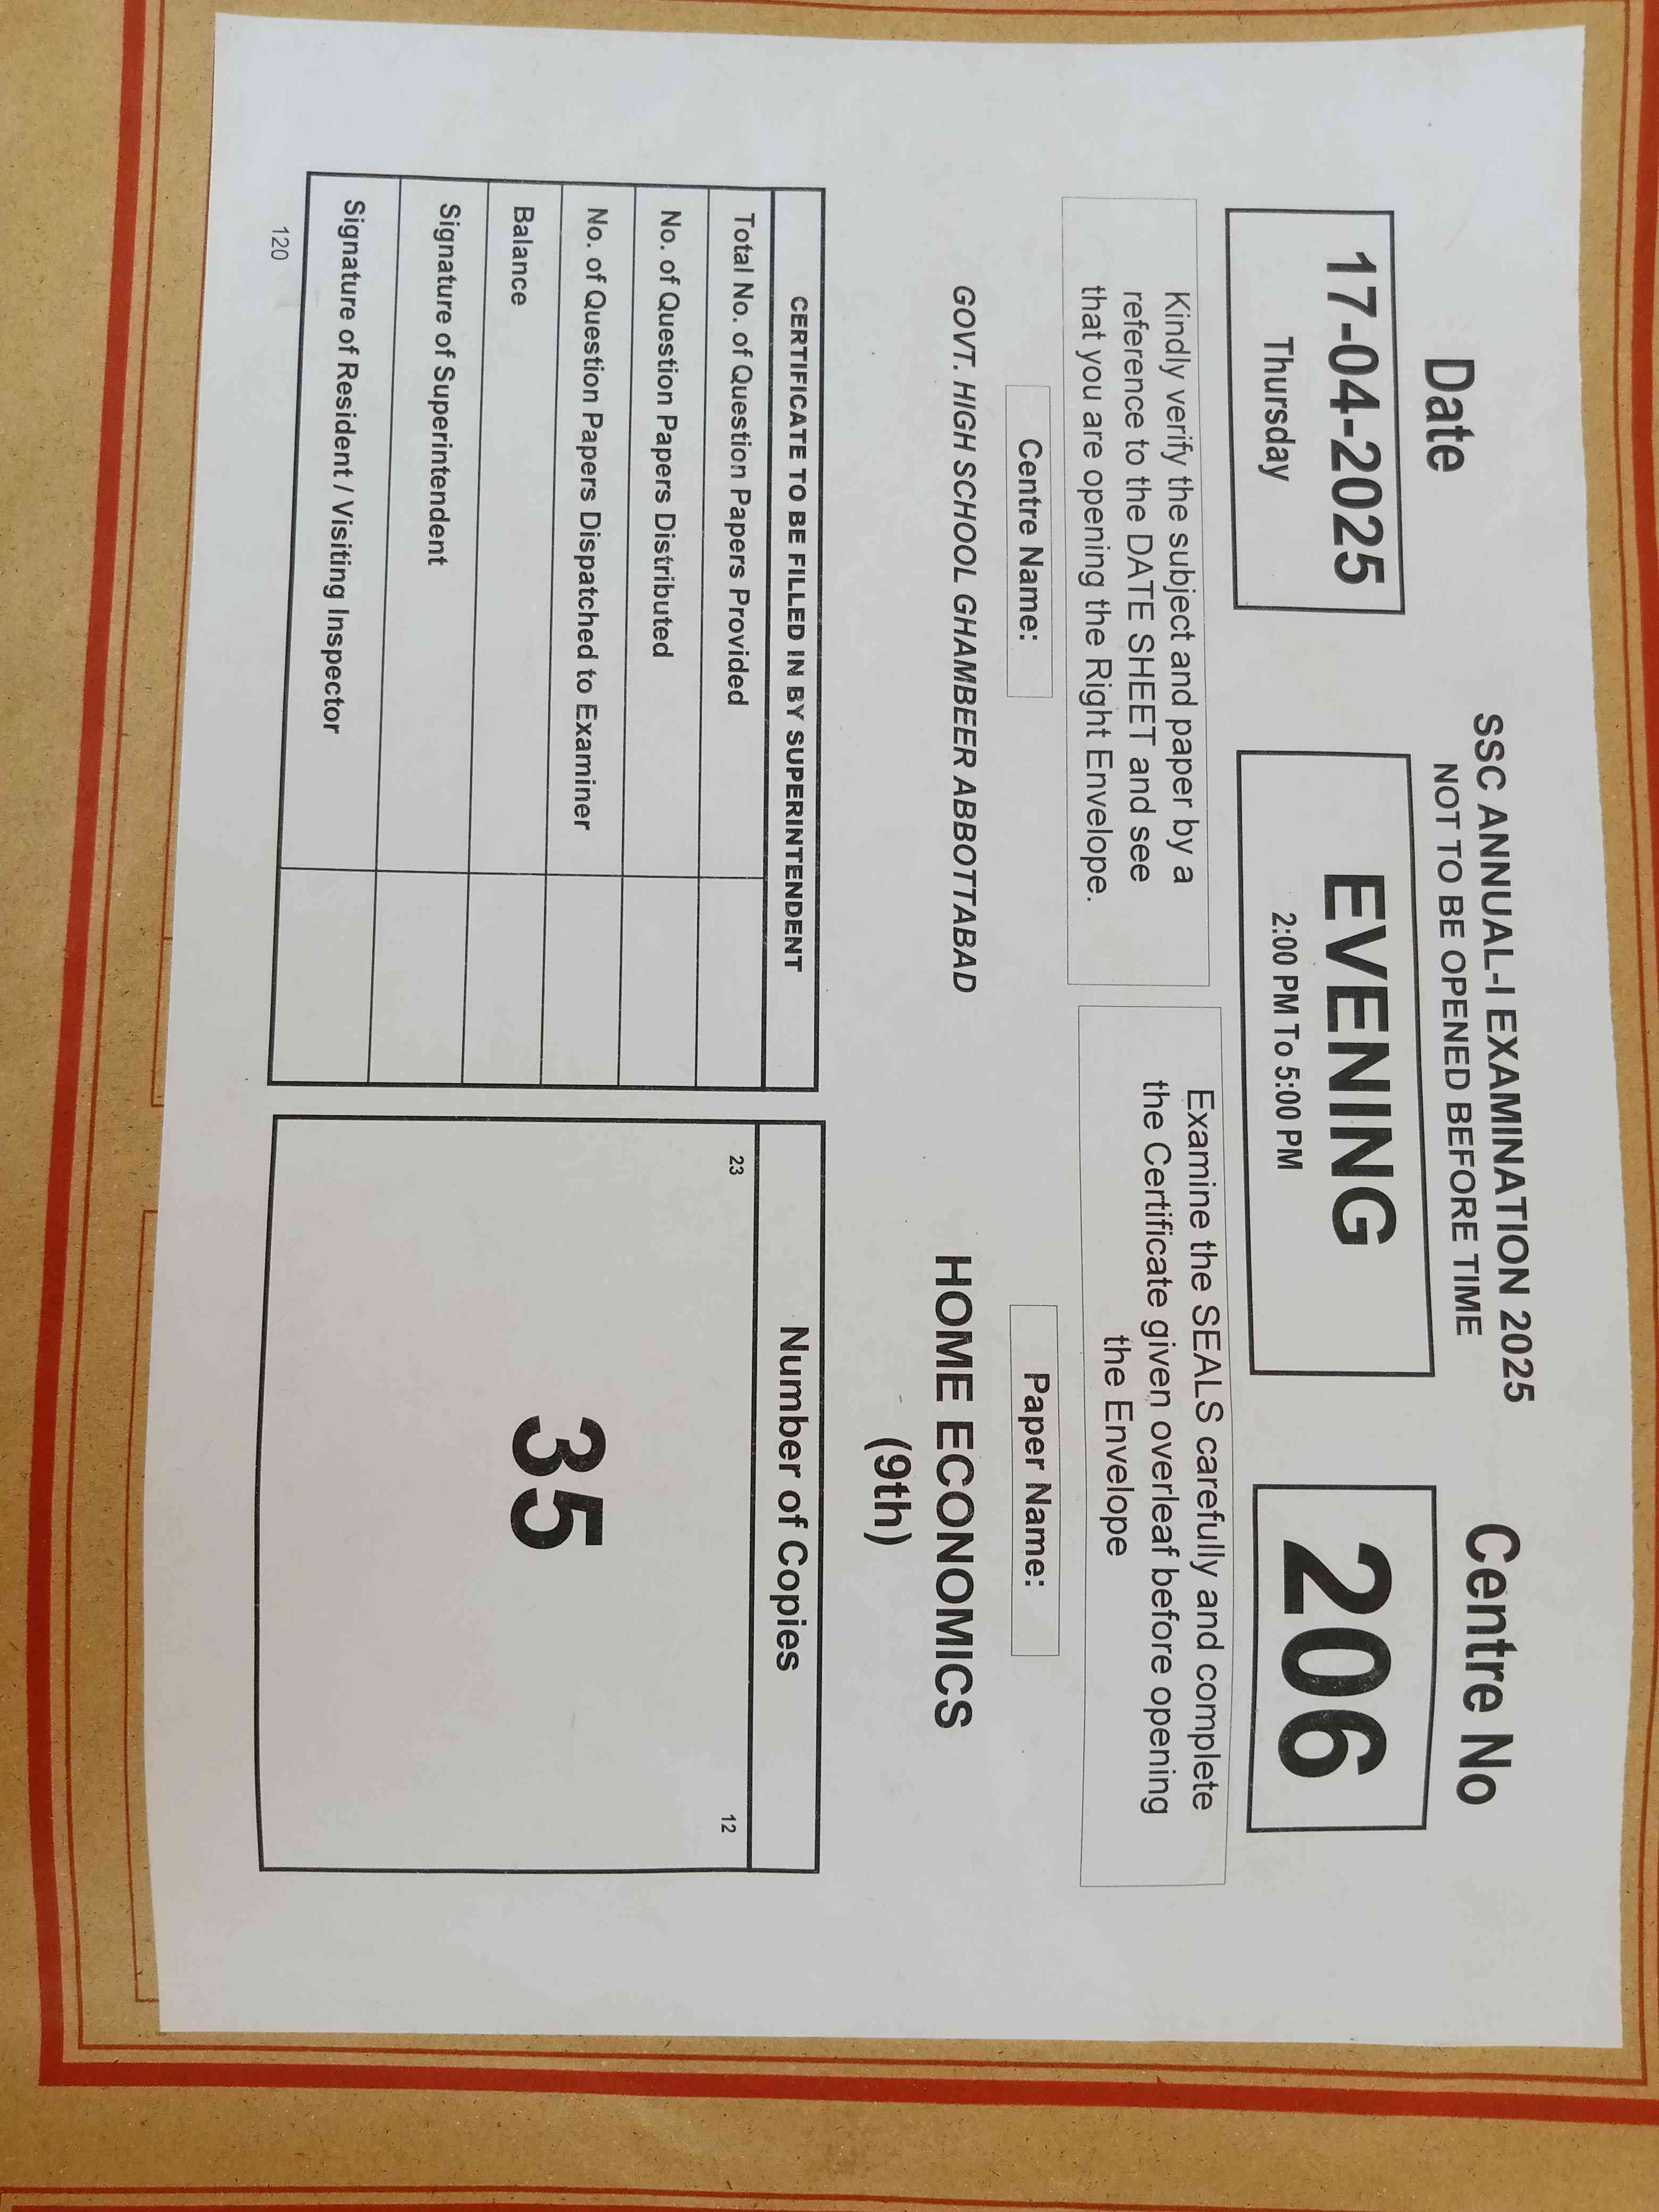 SSC ANNUAL-I EXAMINATION 2025
NOT TO BE OPENED BEFORE TIME
Date
17-04-2025
Thursday
EVENING
2:00 PM To 5:00 PM
Centre No
206
Kindly verify the subject and paper by a
reference to the DATE SHEET and see
that you are opening the Right Envelope.
Examine the SEALS carefully and complete
the Certificate given overleaf before opening
the Envelope
Centre Name:
GOVT. HIGH SCHOOL GHAMBEER ABBOTTABAD
Paper Name:
HOME ECONOMICS
(9th)
CERTIFICATE TO BE FILLED IN BY SUPERINTENDENT
Total No. of Question Papers Provided
No. of Question Papers Distributed
No. of Question Papers Dispatched to Examiner
Balance
Signature of Superintendent
Signature of Resident / Visiting Inspector
120
Number of Copies
23
12
35